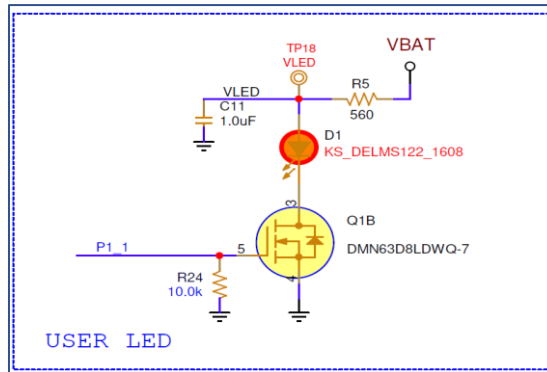 TP18
VLED
VBAT
VLED
R5
560
C11
1.0uF
D1
KS_DELMS122_1608
3
Q1B
DMN63D8LDWQ-7
P1_1
5
4
R24
10.0k
USER LED